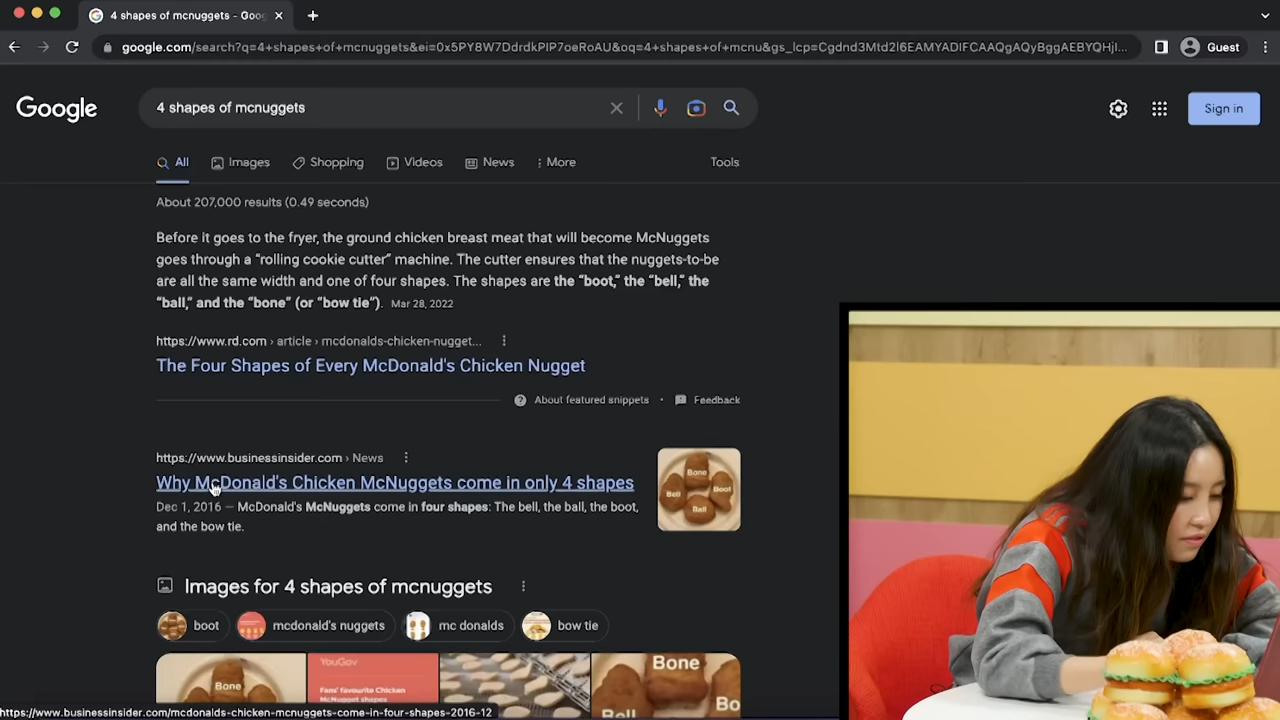 4 shapes of mcnuggets - Goog
google.com/search?q=4+shapes+of+mcnuggets&ei=0x5PY8W7DdrdkPIP7oeRoAU&oq=4+shapes+of+mcnu&gs_lcp=Cgdnd3Mtd2l6EAMYADIFCAAQgAQyBggAEBYQHjI...
Guest
Google
4 shapes of mcnuggets
Sign in
All
Images
Shopping
Videos
News
More
Tools
About 207,000 results (0.49 seconds)
Before it goes to the fryer, the ground chicken breast meat that will become McNuggets
goes through a “rolling cookie cutter” machine. The cutter ensures that the nuggets-to-be
are all the same width and one of four shapes. The shapes are the “boot,” the “bell,” the
“ball,” and the “bone” (or “bow tie”). Mar 28, 2022
https://www.rd.com › article › mcdonalds-chicken-nugget...
The Four Shapes of Every McDonald's Chicken Nugget
About featured snippets • Feedback
https://www.businessinsider.com › News
Why McDonald's Chicken McNuggets come in only 4 shapes
Dec 1, 2016 — McDonald's McNuggets come in four shapes: The bell, the ball, the boot,
and the bow tie.
Bone
Bell
Boot
Ball
Images for 4 shapes of mcnuggets
boot
mcdonald's nuggets
mc donalds
bow tie
Bone
YouGov
Fans' favourite Chicken
McNugget shapes
Bone
Bell
https://www.businessinsider.com/mcdonalds-chicken-mcnuggets-come-in-four-shapes-2016-12